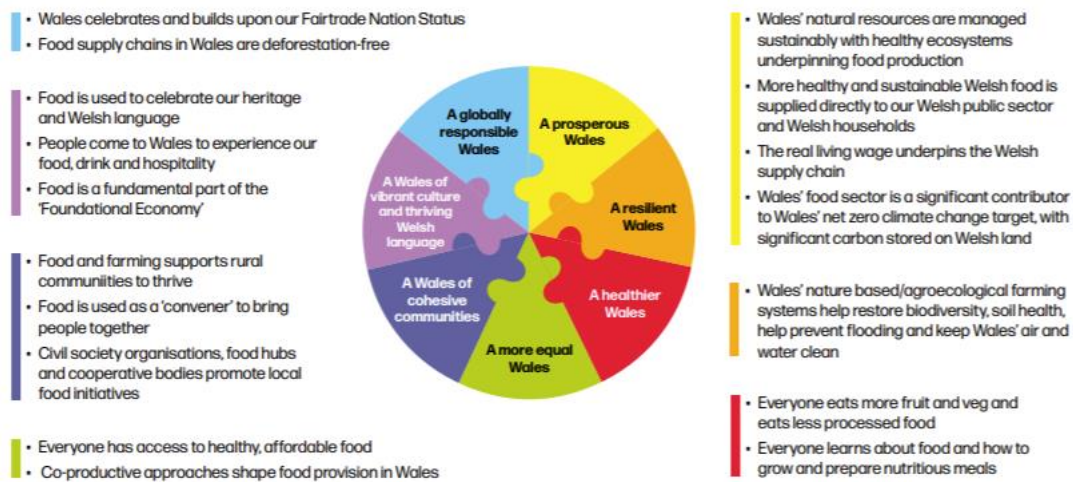 • Wales celebrates and builds upon our Fairtrade Nation Status
• Food supply chains in Wales are deforestation-free
• Food is used to celebrate our heritage
and Welsh language
• People come to Wales to experience our
food, drink and hospitality
• Food is a fundamental part of the
‘Foundational Economy’
• Food and farming supports rural
communiities to thrive
• Food is used as a ‘convener’ to bring
people together
• Civil society organisations, food hubs
and cooperative bodies promote local
food initiatives
• Everyone has access to healthy, affordable food
• Co-productive approaches shape food provision in Wales
A globally
responsible
Wales
A prosperous
Wales
A Wales of
vibrant culture
and thriving
Welsh
language
A resilient
Wales
A Wales of
cohesive
communities
A healthier
Wales
A more equal
Wales
• Wales’ natural resources are managed
sustainably with healthy ecosystems
underpinning food production
• More healthy and sustainable Welsh food is
supplied directly to our Welsh public sector
and Welsh households
• The real living wage underpins the Welsh
supply chain
• Wales’ food sector is a significant contributor
to Wales’ net zero climate change target, with
significant carbon stored on Welsh land
• Wales’ nature based/agroecological farming
systems help restore biodiversity, soil health,
help prevent flooding and keep Wales’ air and
water clean
• Everyone eats more fruit and veg and
eats less processed food
• Everyone learns about food and how to
grow and prepare nutritious meals